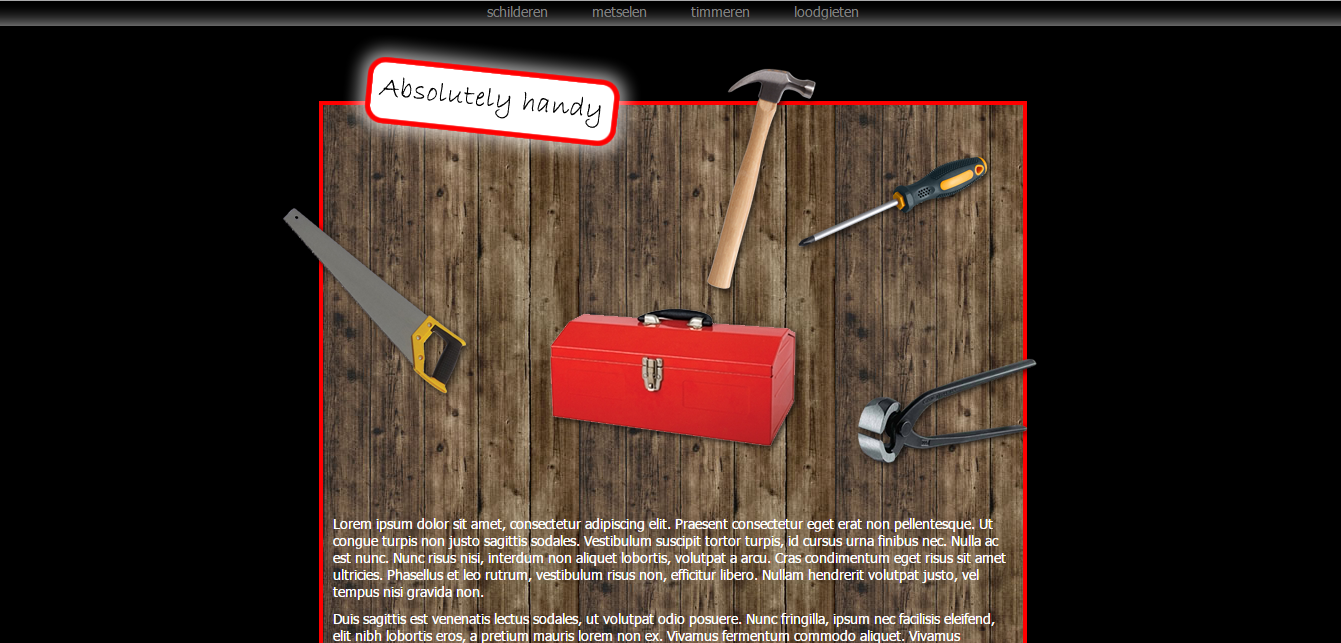 schilderen metselen timmeren loodgieten
Absolutely handy
Lorem ipsum dolor sit amet, consectetur adipiscing elit. Praesent consectetur eget erat non pellentesque. Ut
congue turpis non justo sagittis sodales. Vestibulum suscipit tortor turpis, id cursus urna finibus nec. Nulla ac
est nunc. Nunc risus nisi, interdum non aliquet lobortis, volutpat a arcu. Cras condimentum eget risus sit amet
ultricies. Phasellus et leo rutrum, vestibulum risus non, efficitur libero. Nullam hendrerit volutpat justo, vel
tempus nisi gravida non.
Duis sagittis est venenatis lectus sodales, ut volutpat odio posuere. Nunc fringilla, ipsum nec facilisis eleifend,
elit nibh lobortis eros, a pretium mauris lorem non ex. Vivamus fermentum commodo aliquet. Vivamus